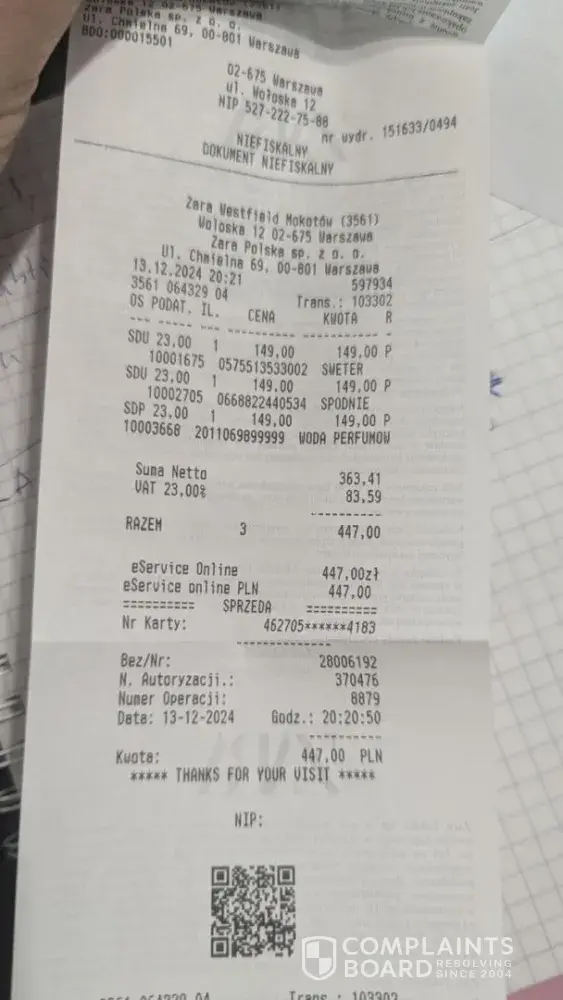 Zara Polska sp. z o. o.
Ul. Chmielna 69, 00-801 Warszawa
BDO:000015501
02-675 Warszawa
ul. Wołoska 12
NIP 527-222-75-88
nr wydr. 151633/0494
NIEFISKALNY
DOKUMENT NIEFISKALNY
Zara Westfield Mokotów (3561)
Woloska 12 02-675 Warszawa
Zara Polska sp. z o. o.
Ul. Chmielna 69, 00-801 Warszawa
13.12.2024 20:21 597934
3561 064329 04 Trans.: 103302
OS PODAT. IL. CENA KWOTA R
SDU 23,00 1 149,00 149,00 P
10001675 0575513533002 SWETER
SDU 23,00 1 149,00 149,00 P
10002705 0668822440534 SPODNIE
SDP 23,00 1 149,00 149,00 P
10003668 2011069899999 WODA PERFUMOW
Suma Netto 363,41
VAT 23,00% 83,59
RAZEM 3 447,00
eService Online 447,00zł
eService online PLN 447,00
========== SPRZEDA ==========
Nr Karty: 462705******4183
Bez/Nr: 28006192
N. Autoryzacji.: 370476
Numer Operacji: 8879
Data: 13-12-2024 Godz.: 20:20:50
Kwota: 447,00 PLN
***** THANKS FOR YOUR VISIT *****
NIP:
3561 064329 04 Trans.: 103302
COMPLAINTS
BOARD RESOLVING
SINCE 2004